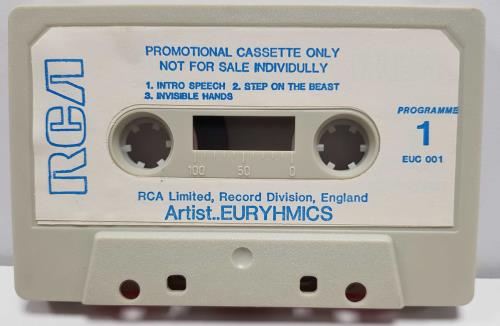 RCA
PROMOTIONAL CASSETTE ONLY
NOT FOR SALE INDIVIDULLY
1. INTRO SPEECH 2. STEP ON THE BEAST
3. INVISIBLE HANDS
PROGRAMME
1
EUC 001
100 50 0
RCA Limited, Record Division, England
Artist..EURYHMICS